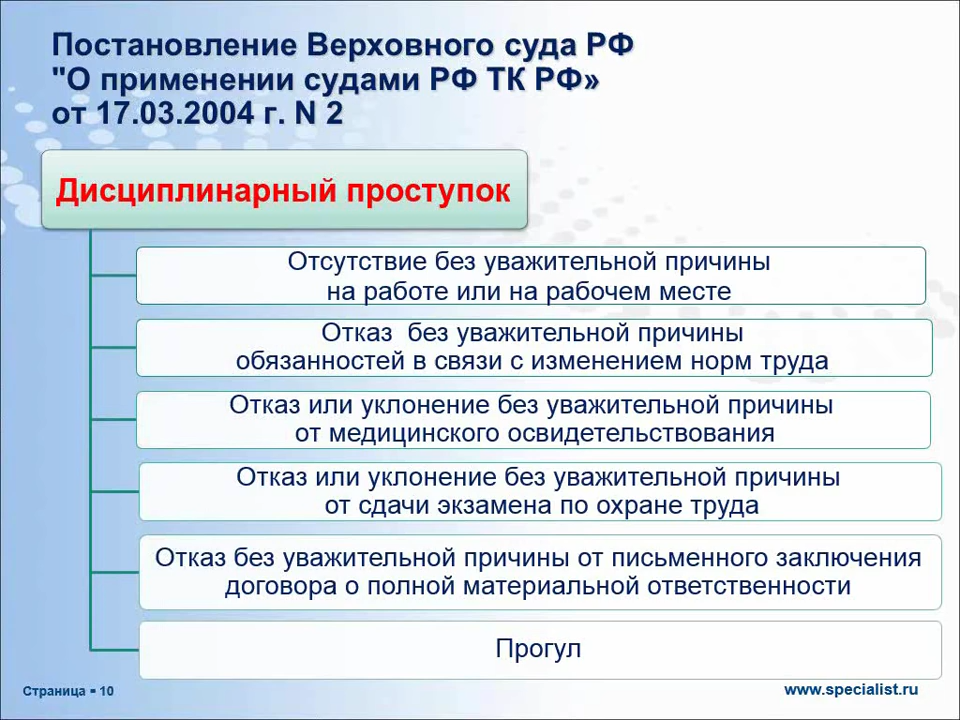 Постановление Верховного суда РФ
"О применении судами РФ ТК РФ»
от 17.03.2004 г. N 2
Дисциплинарный проступок
Отсутствие без уважительной причины
на работе или на рабочем месте
Отказ  без уважительной причины
обязанностей в связи с изменением норм труда
Отказ или уклонение без уважительной причины
от медицинского освидетельствования
Отказ или уклонение без уважительной причины
от сдачи экзамена по охране труда
Отказ без уважительной причины от письменного заключения
договора о полной материальной ответственности
Прогул
Страница ▪ 10
www.specialist.ru